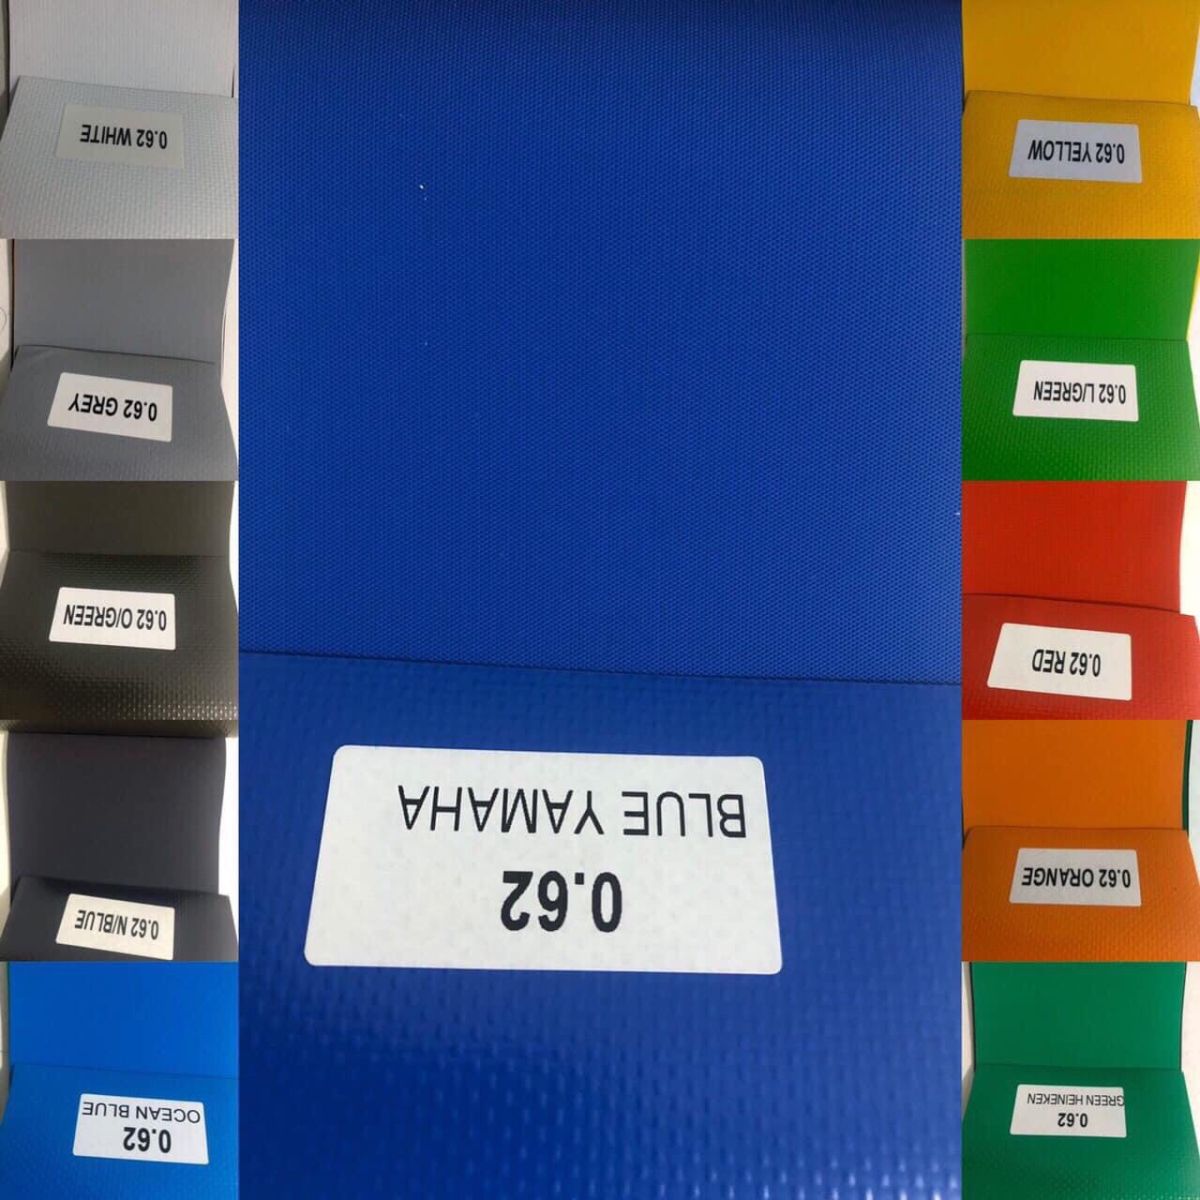 0.62 WHITE
0.62 GREY
0.62 O/GREEN
0.62 N/BLUE
0.62
OCEAN BLUE
0.62
BLUE YAMAHA
0.62 YELLOW
0.62 L/GREEN
0.62 RED
0.62 ORANGE
0.62
GREEN HEINEKEN